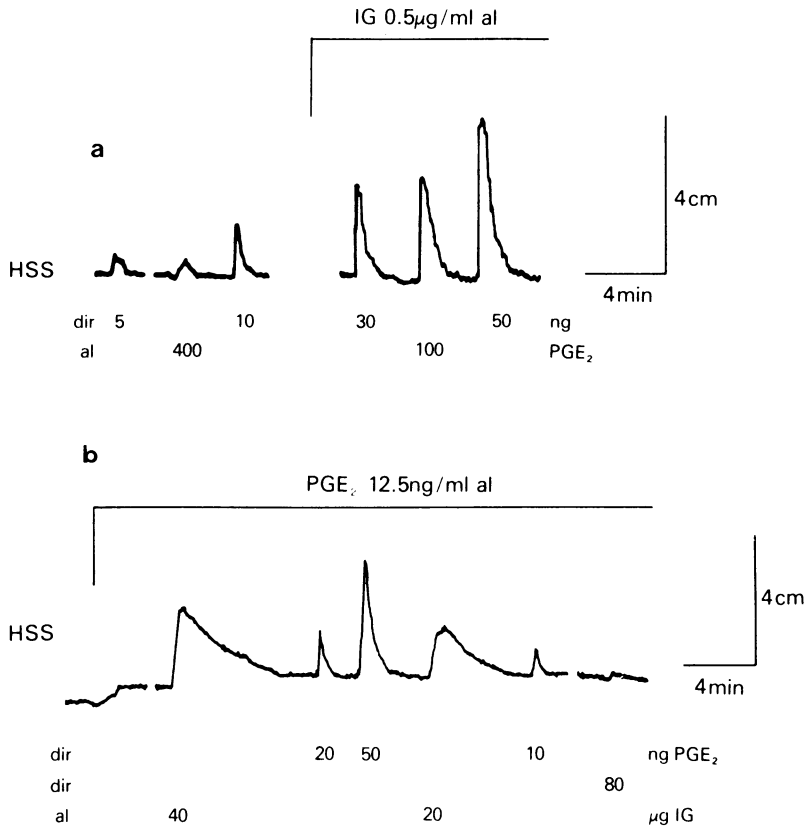 IG 0.5µg/ml al
a
4cm
HSS
4min
dir 5 10 30 50 ng
al 400 100 PGE₂
b
PGE₂ 12.5ng/ml al
HSS
4cm
4min
dir 20 50 10 ng PGE₂
dir 80
al 40 20 µg IG